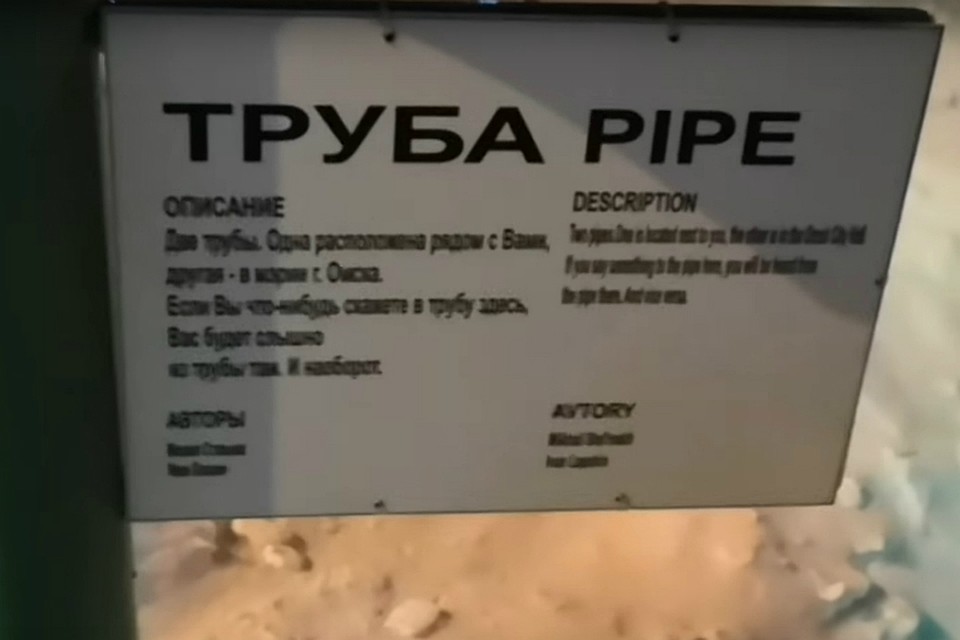 ТРУБА PIPE
ОПИСАНИЕ
Две трубы. Одна расположена рядом с Вами,
другая - в мэрии г. Омска.
Если Вы что-нибудь скажете в трубу здесь,
Вас будет слышно
из трубы там. И наоборот.
DESCRIPTION
Two pipes. One is located next to you, the other is in the Omsk City Hall.
If you say something to the pipe here, you will be heard from
the pipe there. And vice versa.
АВТОРЫ
AVTORY
Mikhail
Ivan